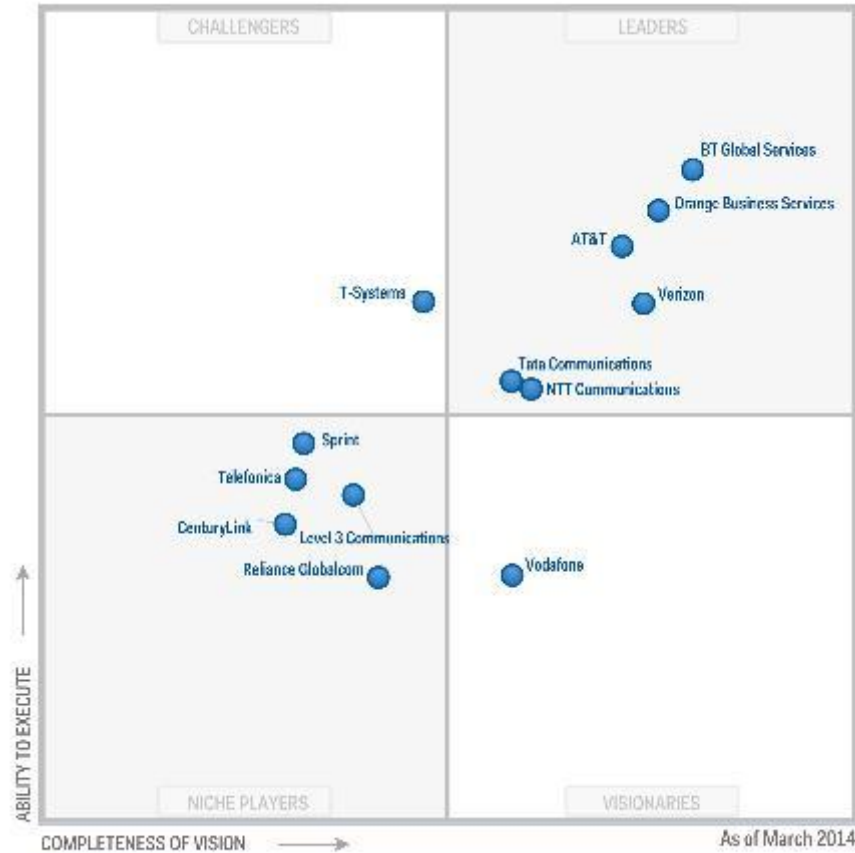 CHALLENGERS
LEADERS
BT Global Services
Orange Business Services
AT&T
T-Systems
Verizon
Tata Communications
NTT Communications
Sprint
Telefonica
CenturyLink
Level 3 Communications
Reliance Globalcom
Vodafone
ABILITY TO EXECUTE
NICHE PLAYERS
VISIONARIES
COMPLETENESS OF VISION
As of March 2014